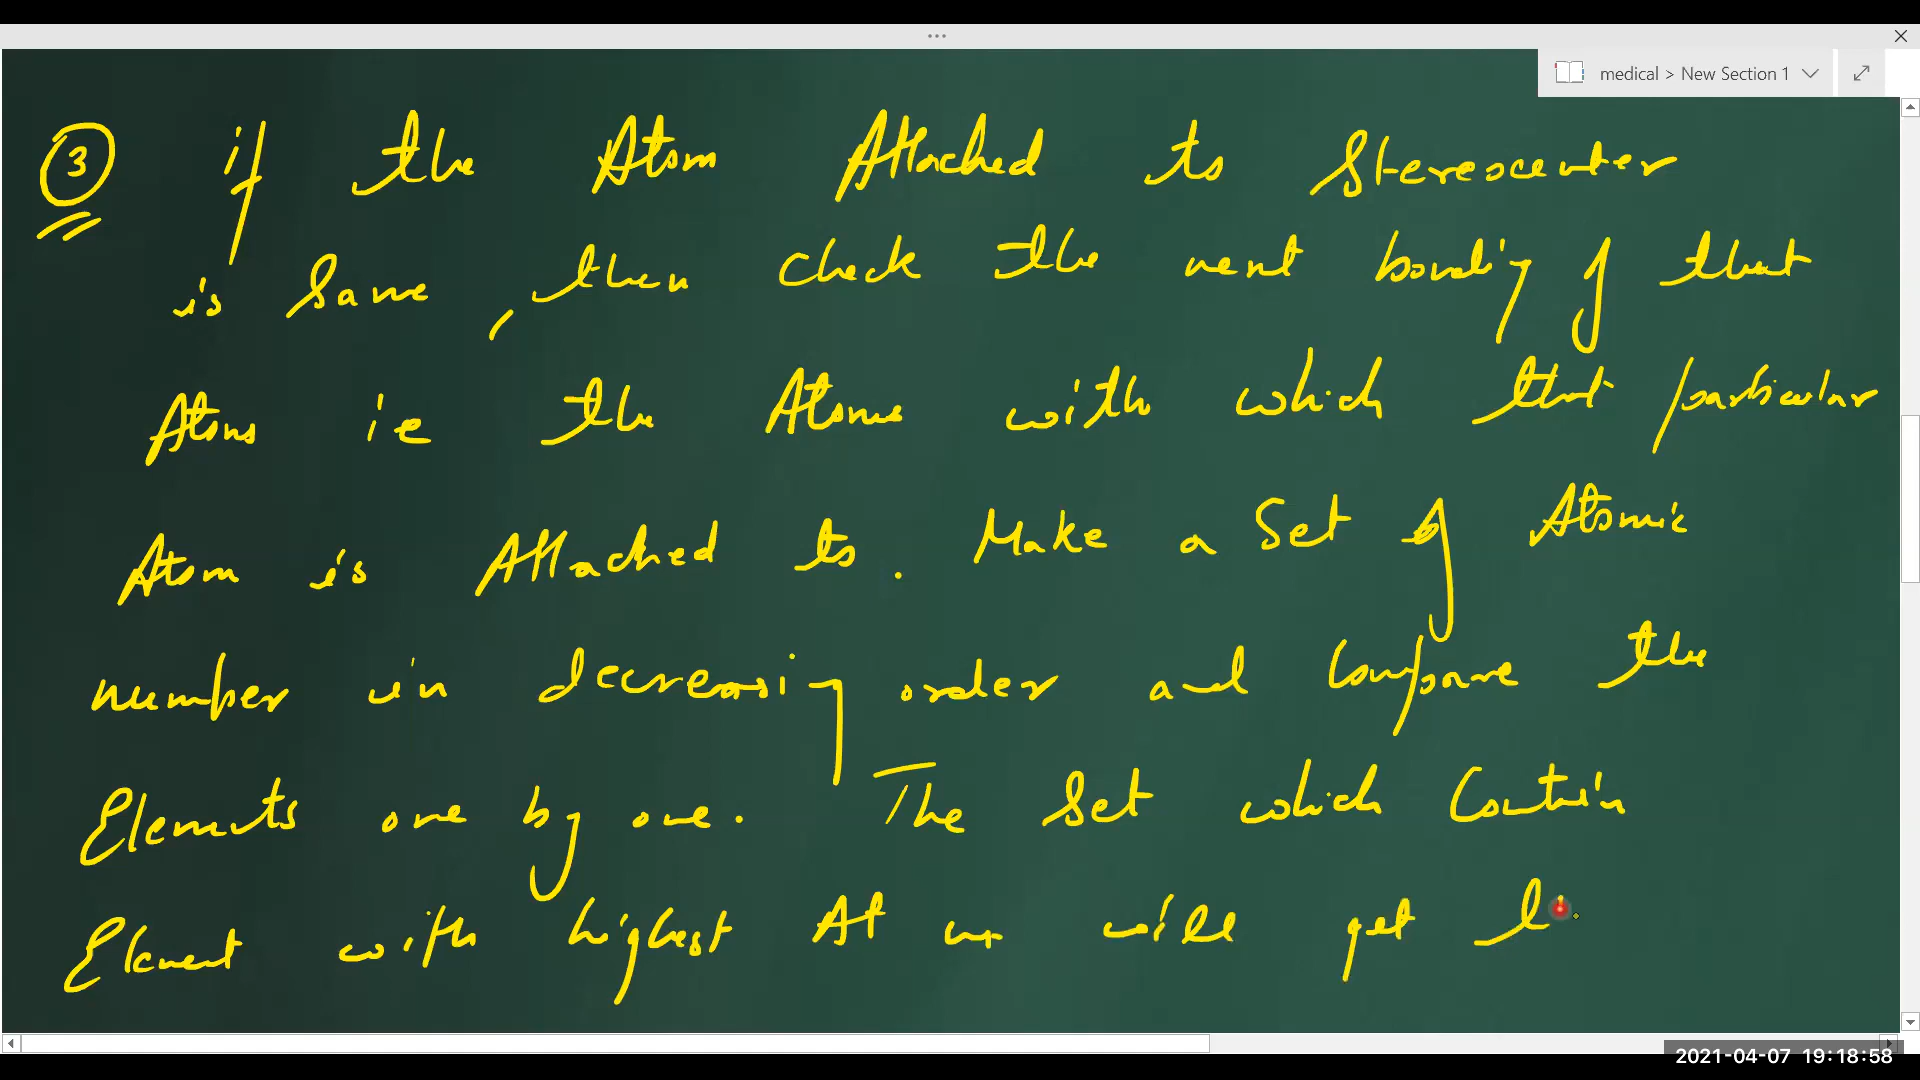 medical > New Section 1
③ if the Atom Attached to Stereocenter
is Same, then check the next bonding of that
Atom ie the Atoms with which that particular
Atom is Attached to. Make a Set of Atomic
number in decreasing order and Compare the
Elements one by one. The Set which Contain
Element with highest At no will get
2021-04-07 19:18:58